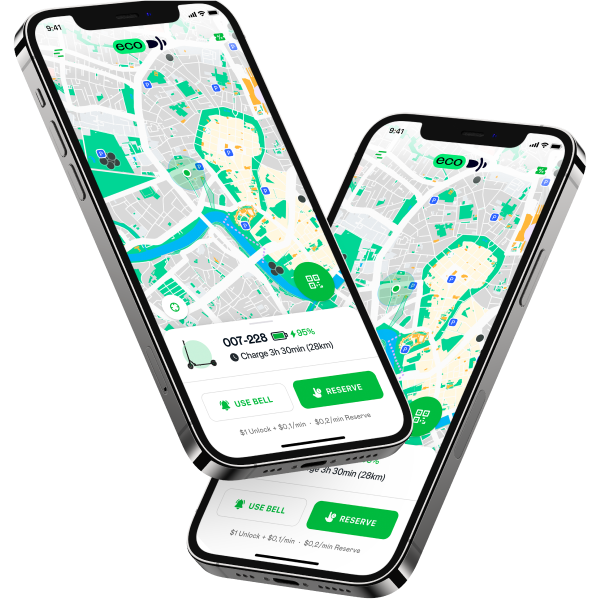 9:41
eco
P
P
P
P
P
P
P
007-228 95%
Charge 3h 30min (28km)
USE BELL
RESERVE
$1 Unlock + $0,1/min · $0,2/min Reserve
9:41
eco
P
P
P
P
P
P
%
ge 3h 30min (28km)
USE BELL
RESERVE
$1 Unlock + $0,1/min · $0,2/min Reserve